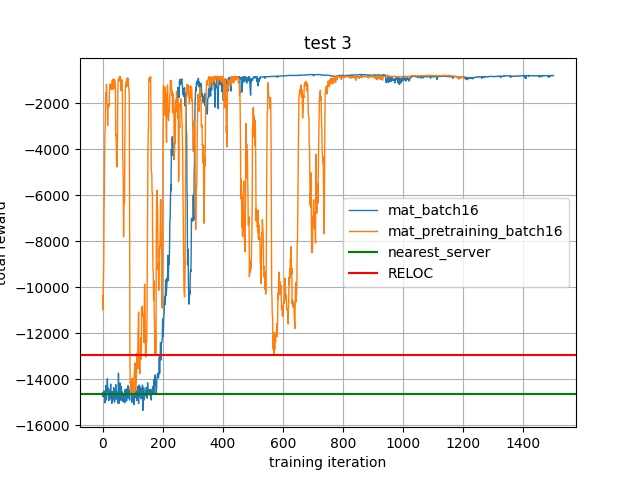 test 3
total reward
−2000
−4000
−6000
−8000
−10000
−12000
−14000
−16000
mat_batch16
mat_pretraining_batch16
nearest_server
RELOC
0 200 400 600 800 1000 1200 1400
training iteration